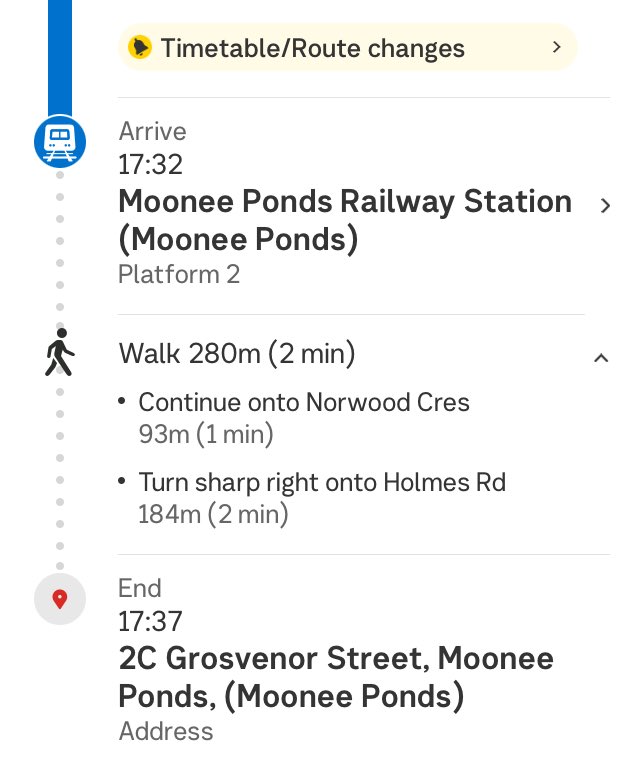 Timetable/Route changes
Arrive
17:32
Moonee Ponds Railway Station
(Moonee Ponds)
Platform 2
Walk 280m (2 min)
• Continue onto Norwood Cres
93m (1 min)
• Turn sharp right onto Holmes Rd
184m (2 min)
End
17:37
2C Grosvenor Street, Moonee
Ponds, (Moonee Ponds)
Address